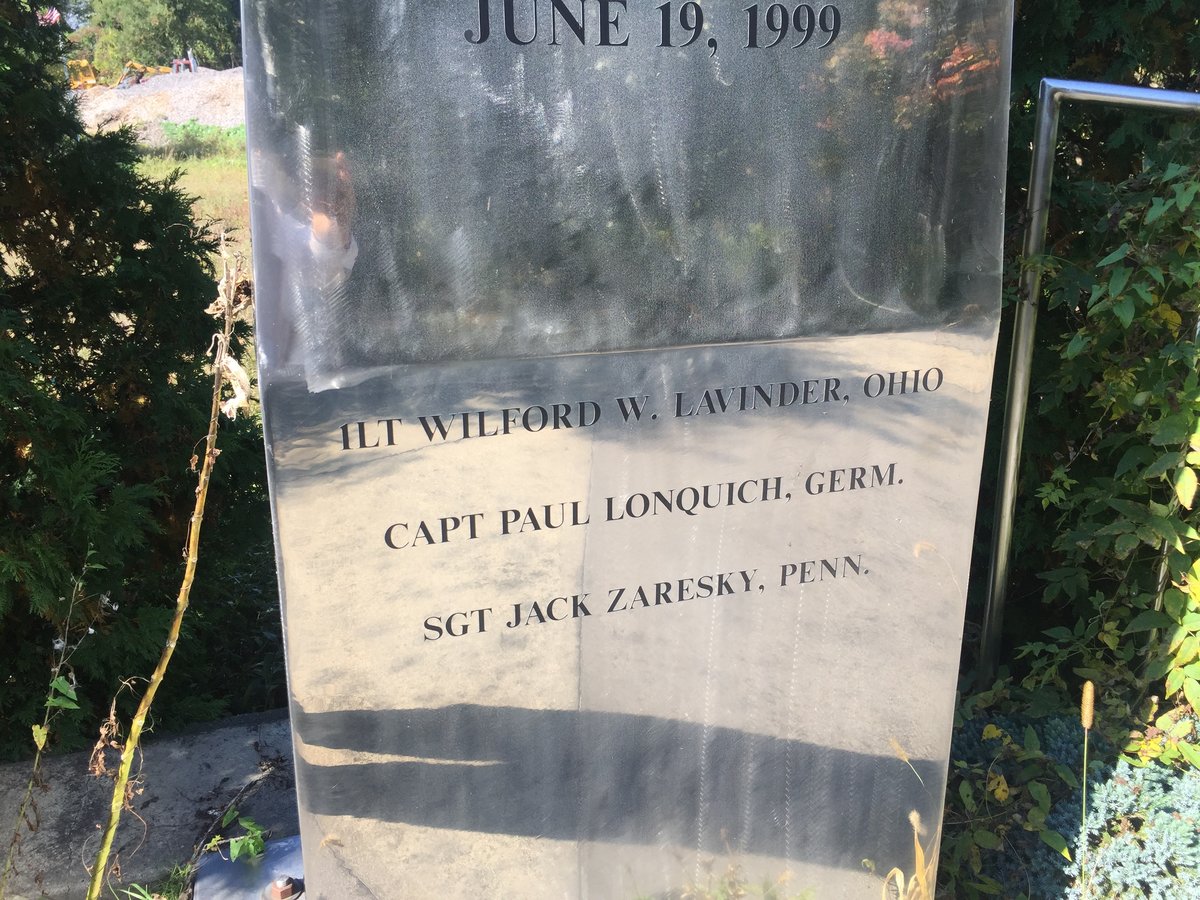 JUNE 19, 1999
1LT WILFORD W. LAVINDER, OHIO
CAPT PAUL LONQUICH, GERM.
SGT JACK ZARESKY, PENN.